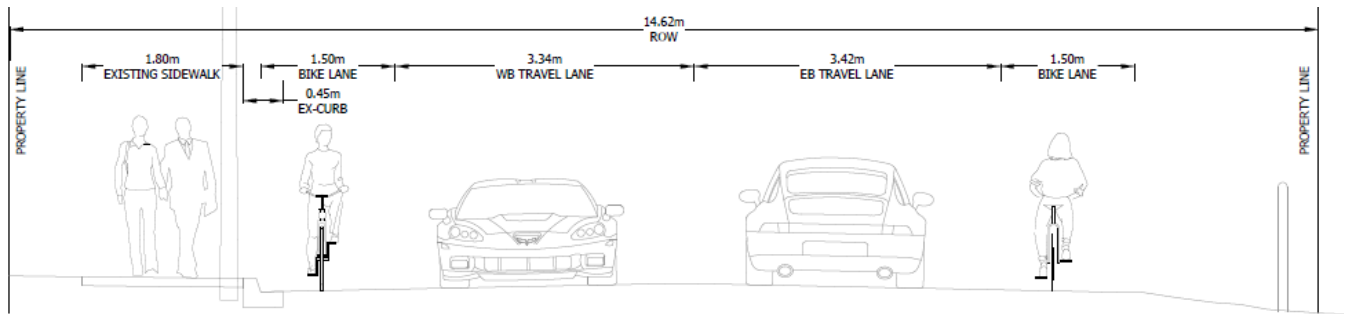 14.62m
ROW
1.80m
EXISTING SIDEWALK
1.50m
BIKE LANE
3.34m
WB TRAVEL LANE
3.42m
EB TRAVEL LANE
1.50m
BIKE LANE
0.45m
EX-CURB
PROPERTY LINE
PROPERTY LINE